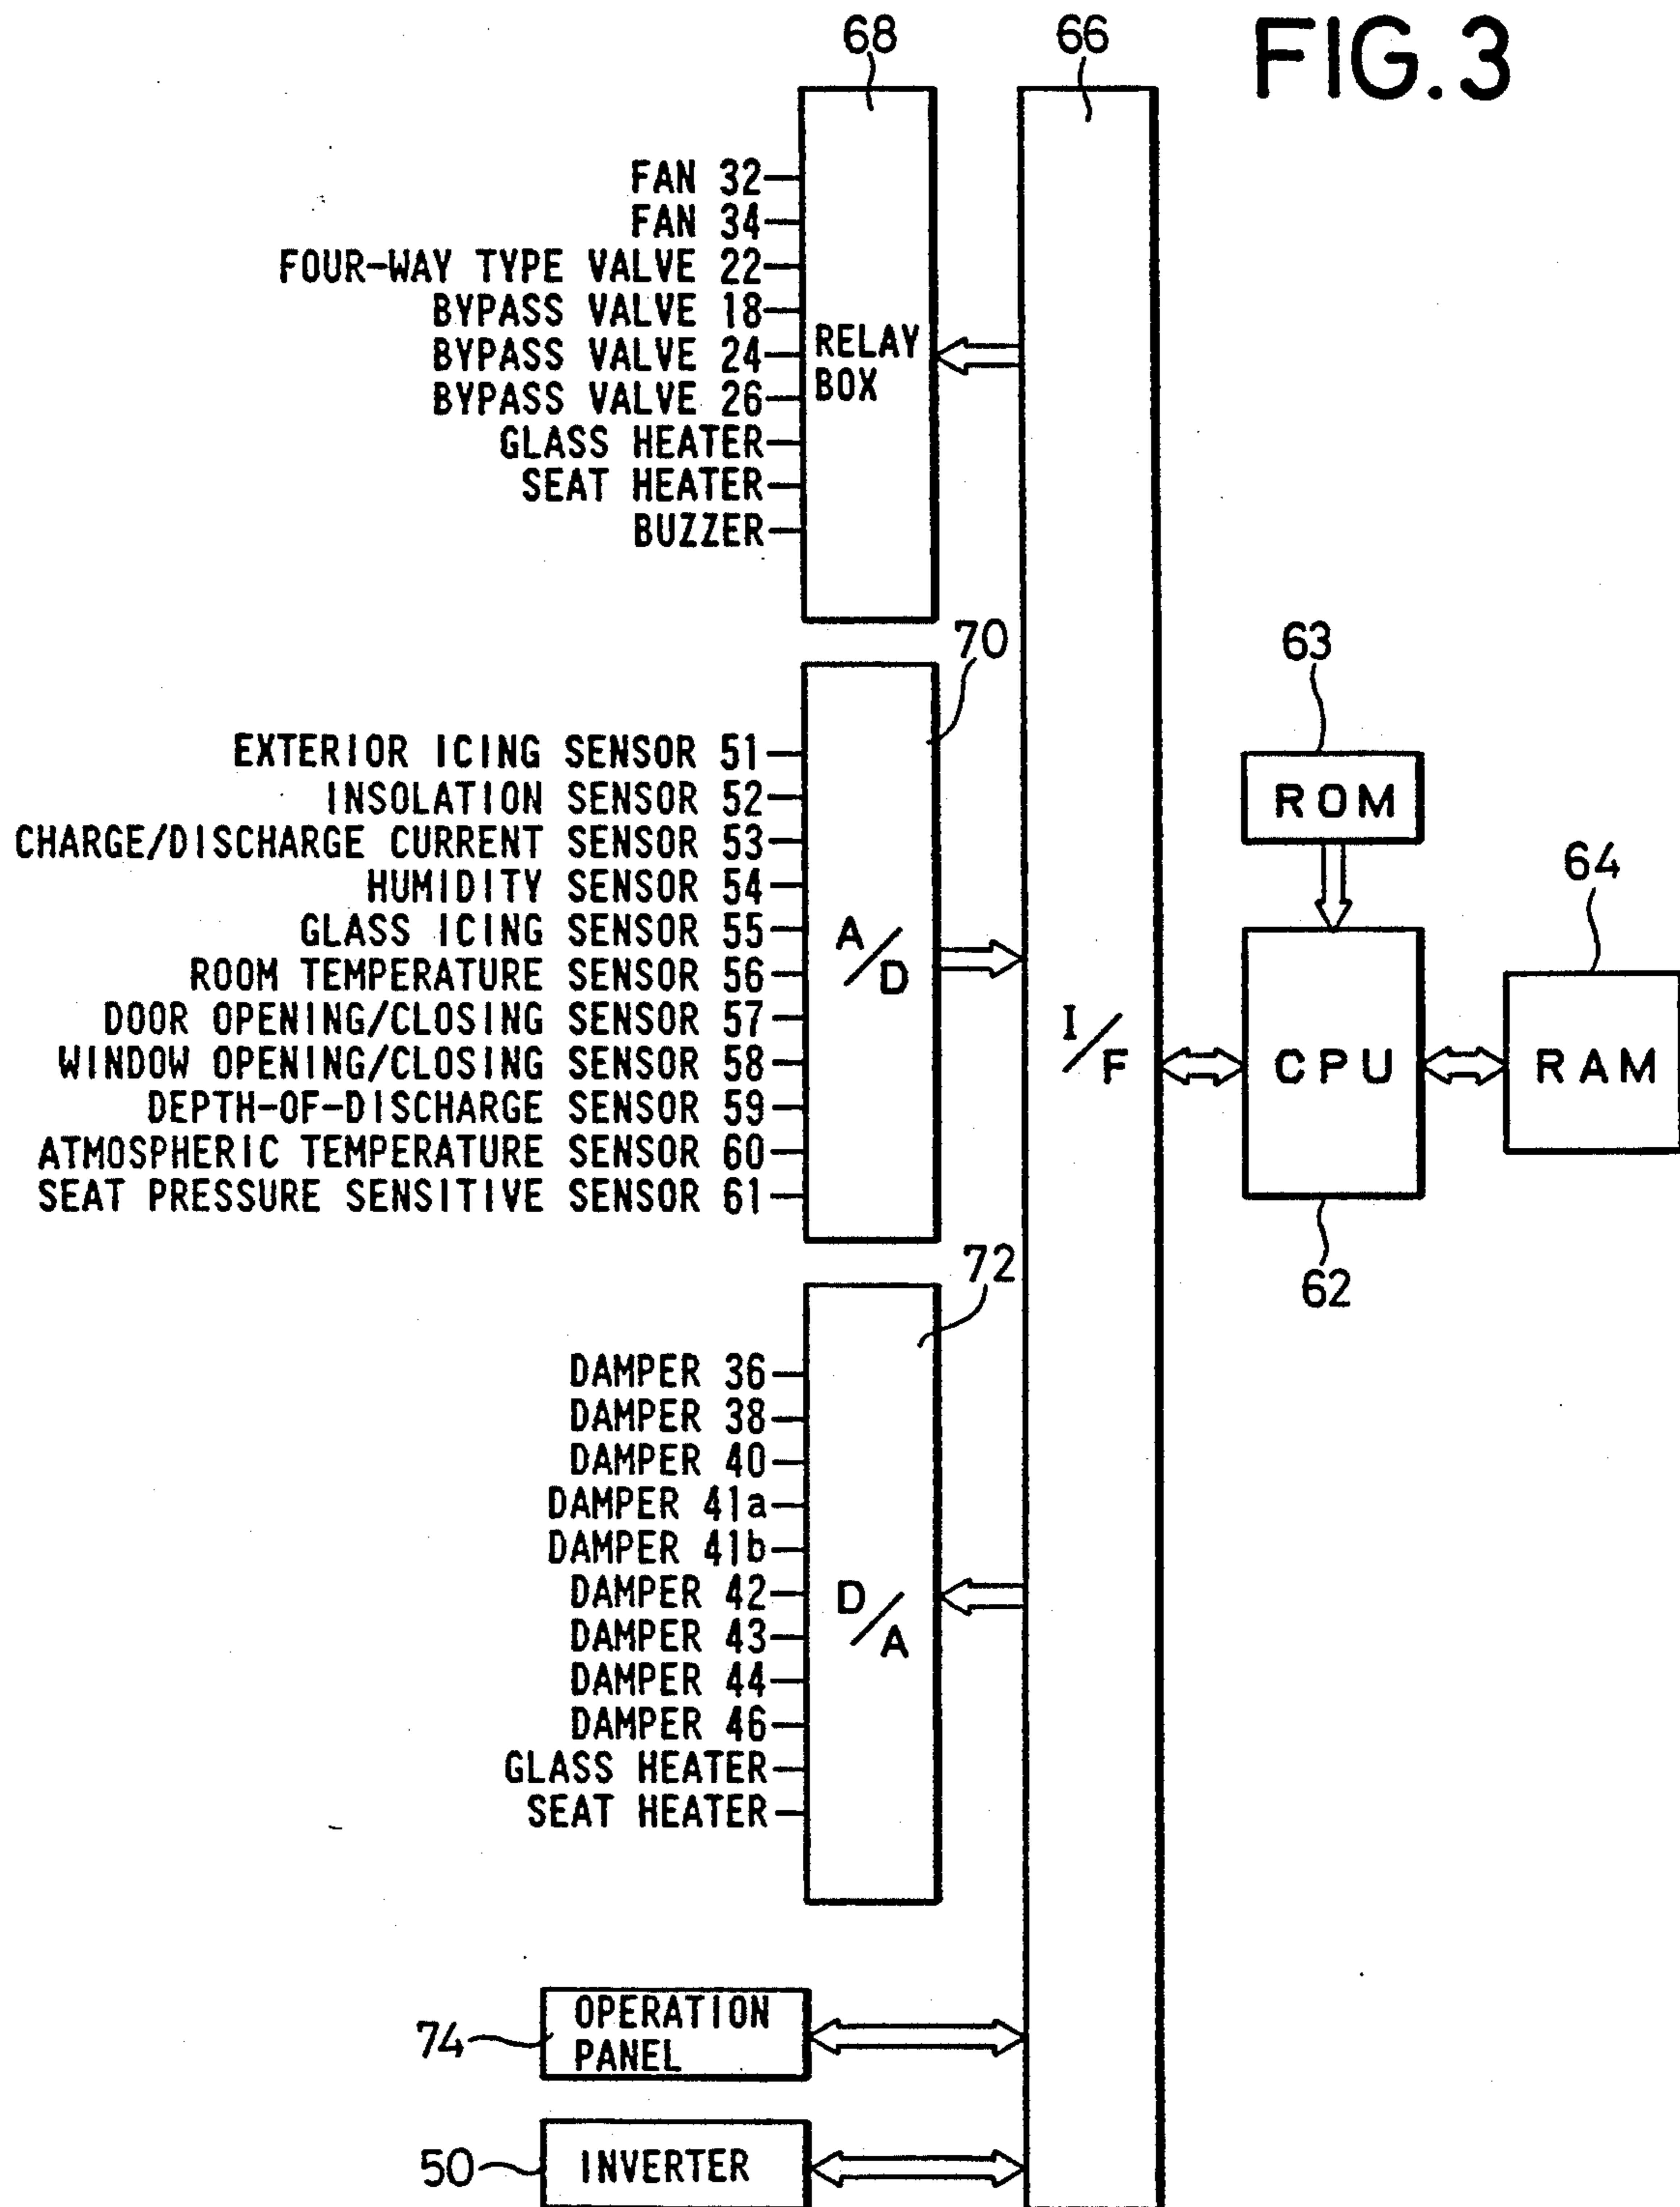 FIG.3
68
66
FAN 32
FAN 34
FOUR-WAY TYPE VALVE 22
BYPASS VALVE 18
BYPASS VALVE 24
BYPASS VALVE 26
GLASS HEATER
SEAT HEATER
BUZZER
RELAY
BOX
70
EXTERIOR ICING SENSOR 51
INSOLATION SENSOR 52
CHARGE/DISCHARGE CURRENT SENSOR 53
HUMIDITY SENSOR 54
GLASS ICING SENSOR 55
ROOM TEMPERATURE SENSOR 56
DOOR OPENING/CLOSING SENSOR 57
WINDOW OPENING/CLOSING SENSOR 58
DEPTH-OF-DISCHARGE SENSOR 59
ATMOSPHERIC TEMPERATURE SENSOR 60
SEAT PRESSURE SENSITIVE SENSOR 61
A/D
I/F
63
ROM
64
CPU
RAM
62
72
DAMPER 36
DAMPER 38
DAMPER 40
DAMPER 41a
DAMPER 41b
DAMPER 42
DAMPER 43
DAMPER 44
DAMPER 46
GLASS HEATER
SEAT HEATER
D/A
74
OPERATION
PANEL
50
INVERTER